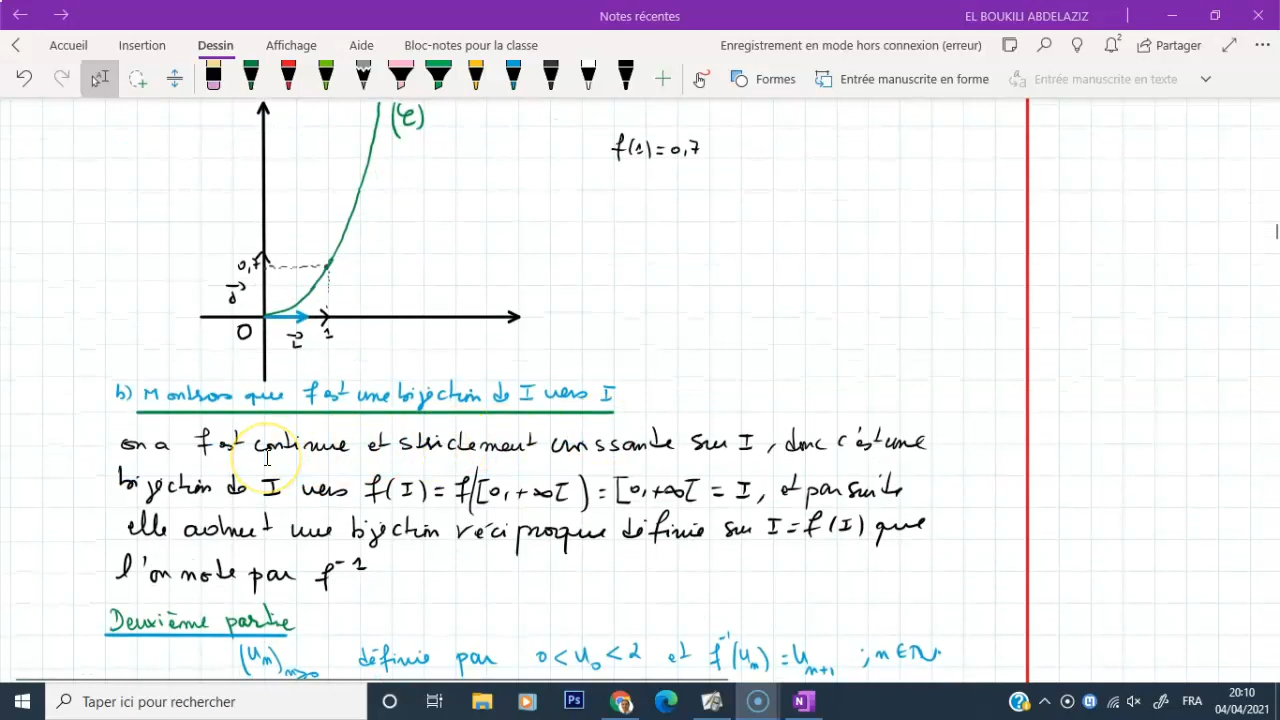 Notes récentes
EL BOUKILI ABDELAZIZ
Accueil Insertion Dessin Affichage Aide Bloc-notes pour la classe Enregistrement en mode hors connexion (erreur) Partager
Formes Entrée manuscrite en forme Entrée manuscrite en texte
(C)
f(1)=0,7
0,7
j
O i 1
b) Montrons que f est une bijection de I vers I
on a f est continue et strictement croissante sur I, donc c'est une
bijection de I vers f(I) = f([0,+∞[) = [0,+∞[ = I, et par suite
elle admet une bijection réciproque définie sur I=f(I) que
l'on note par f⁻¹
Deuxième partie
(Un)n≥0 définie par 0<U₀<2 et f⁻¹(Un)=Un+1 ; n∈N.
Taper ici pour rechercher
FRA
20:10
04/04/2021